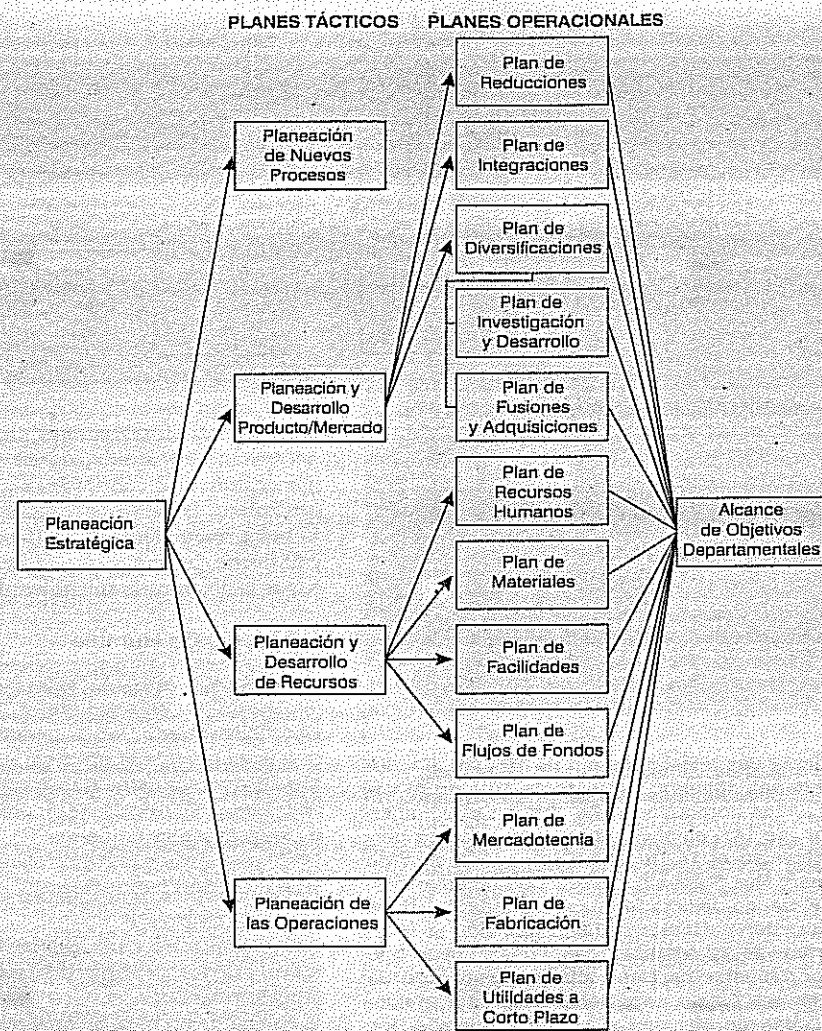 PLANES TÁCTICOS
PLANES OPERACIONALES
Plan de
Reducciones
Planeación
de Nuevos
Procesos
Plan de
Integraciones
Plan de
Diversificaciones
Plan de
Investigación
y Desarrollo
Planeación y
Desarrollo
Producto/Mercado
Plan de
Fusiones
y Adquisiciones
Planeación
Estratégica
Plan de
Recursos
Humanos
Alcance
de Objetivos
Departamentales
Plan de
Materiales
Planeación y
Desarrollo
de Recursos
Plan de
Facilidades
Plan de
Flujos de Fondos
Plan de
Mercadotecnia
Planeación de
las Operaciones
Plan de
Fabricación
Plan de
Utilidades a
Corto Plazo